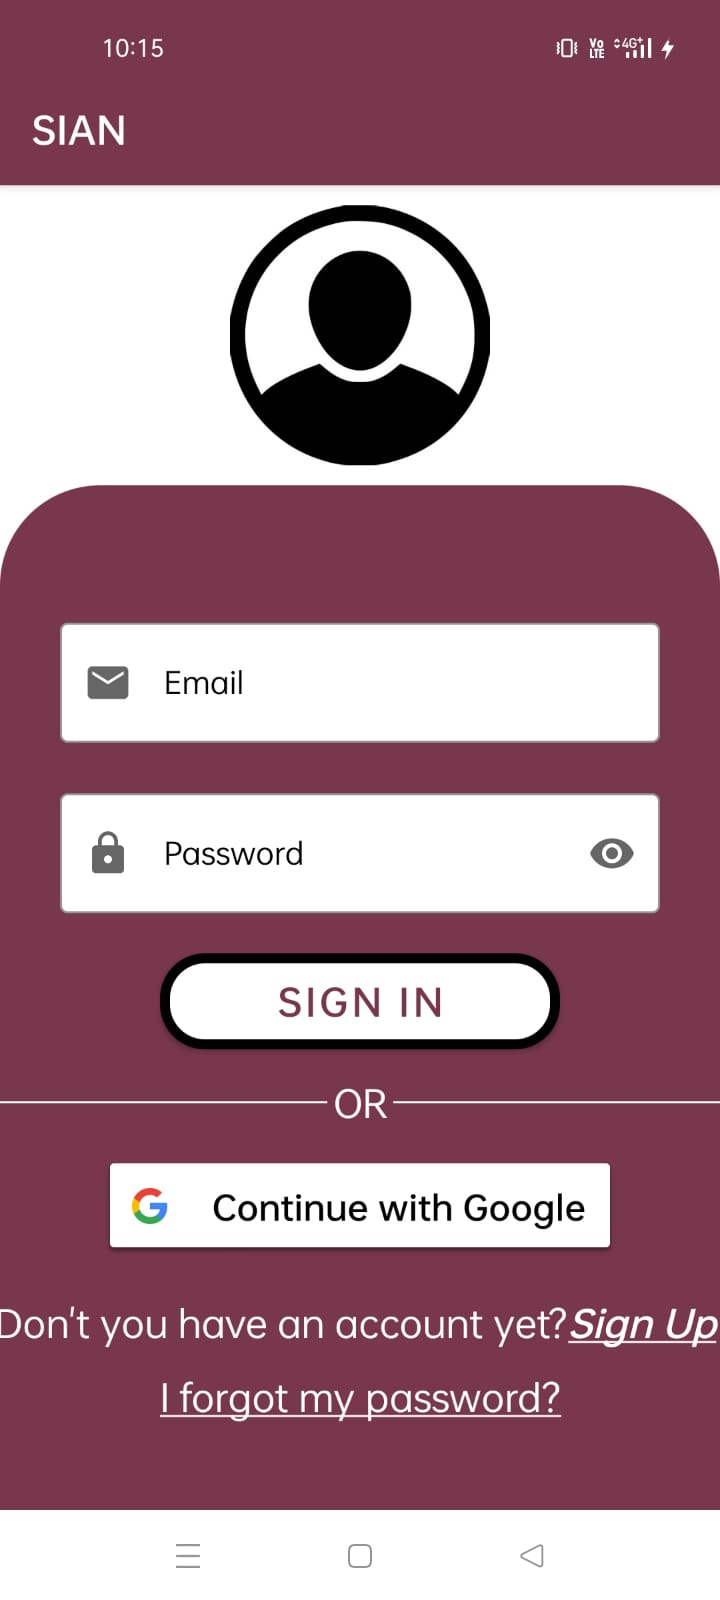 10:15
Vo LTE 4G+
SIAN
Email
Password
SIGN IN
OR
G Continue with Google
Don't you have an account yet?Sign Up
I forgot my password?